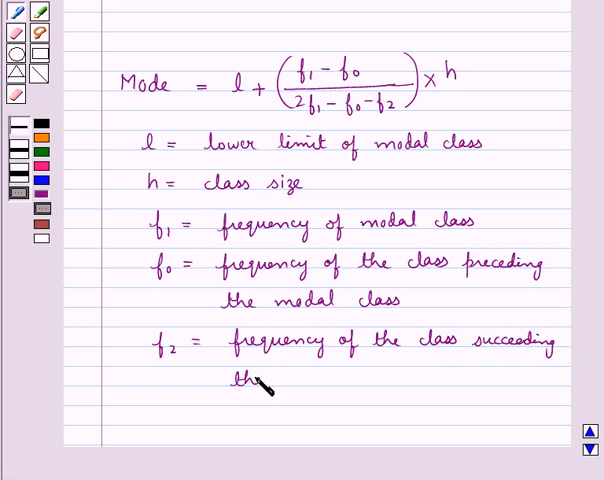 Mode = l + (f₁ - f₀ / 2f₁ - f₀ - f₂) × h
l = lower limit of modal class
h = class size
f₁ = frequency of modal class
f₀ = frequency of the class preceding
the modal class
f₂ = frequency of the class succeeding
th